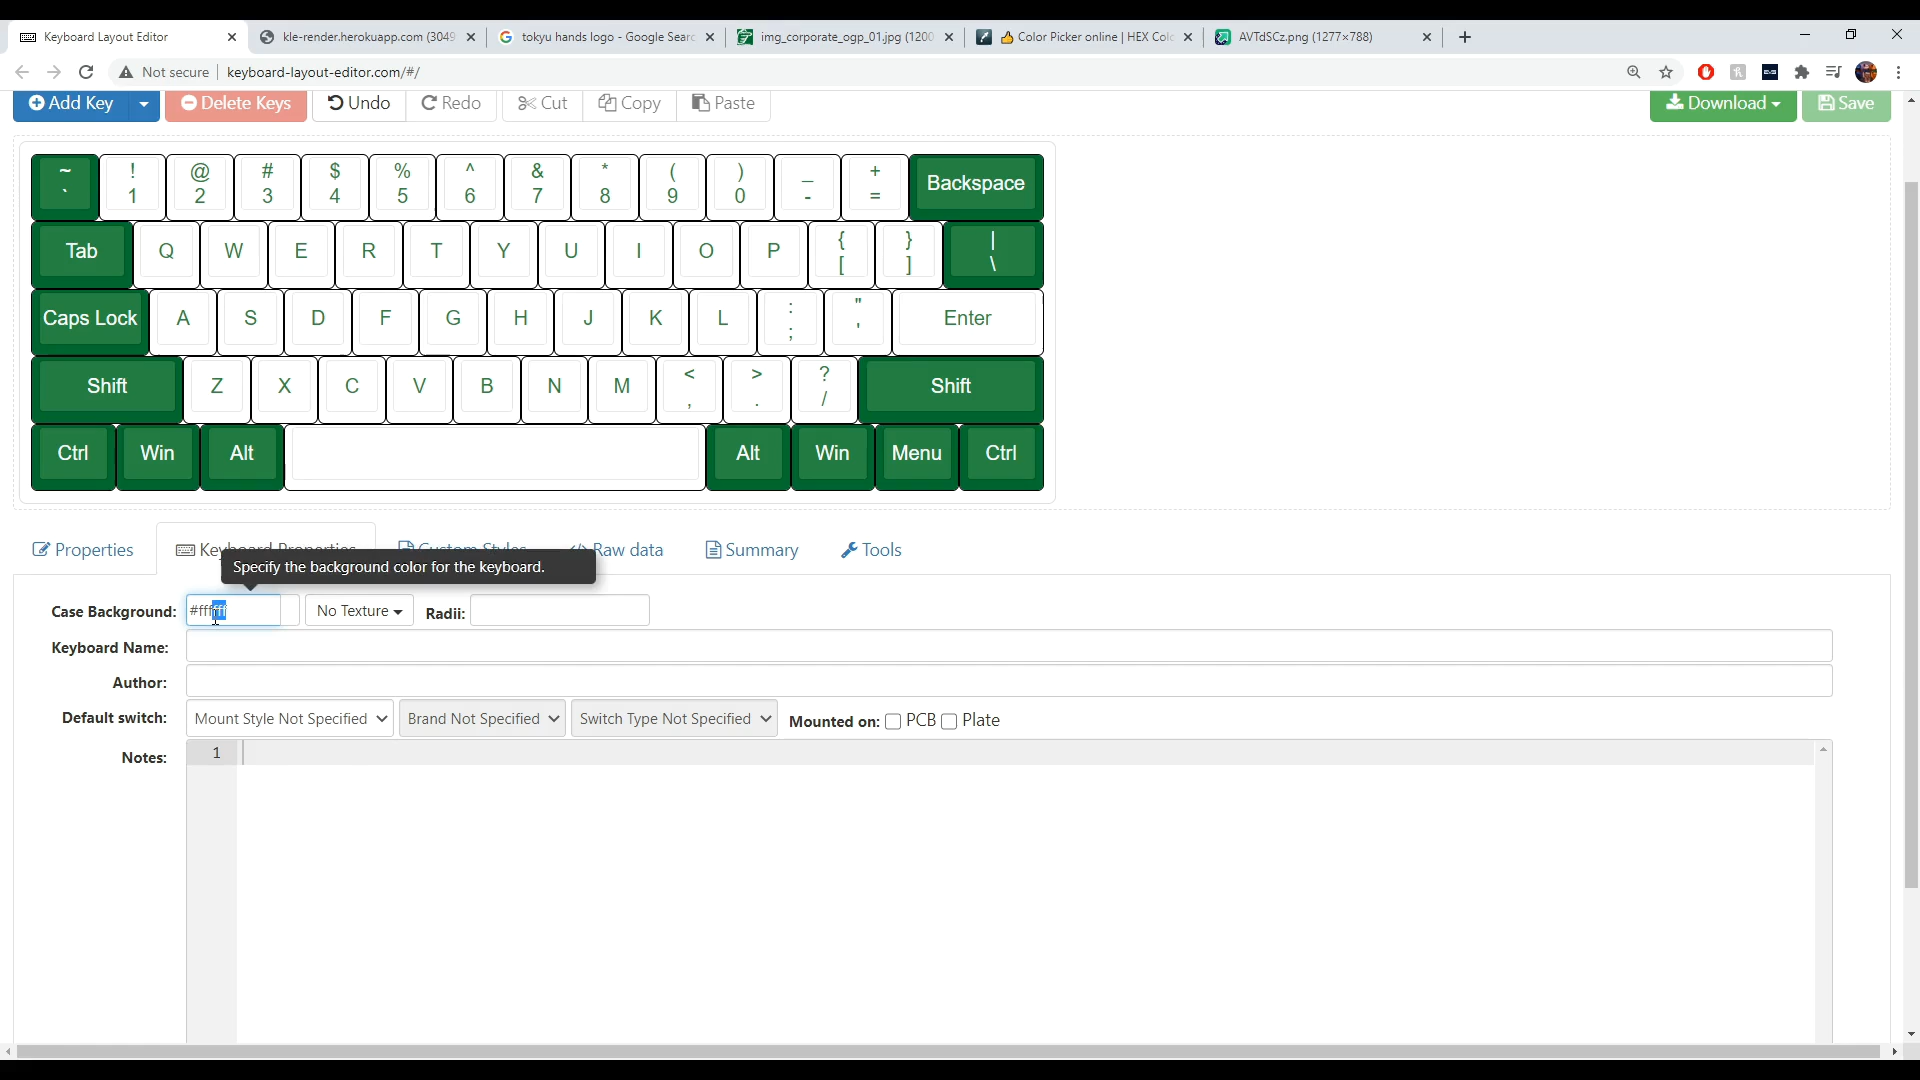 Keyboard Layout Editor
kle-render.herokuapp.com (3049
tokyu hands logo - Google Searc
img_corporate_ogp_01.jpg (1200
Color Picker online | HEX Colo
AVTdSCz.png (1277×788)
Not secure | keyboard-layout-editor.com/#/
Add Key Delete Keys Undo Redo Cut Copy Paste Download Save
~ ! @ # $ % ^ & * ( ) _ + Backspace
` 1 2 3 4 5 6 7 8 9 0 - =
Tab Q W E R T Y U I O P { } |
[ ] \
Caps Lock A S D F G H J K L : " Enter
; '
Shift Z X C V B N M < > ? Shift
, . /
Ctrl Win Alt Alt Win Menu Ctrl
Properties Keyboard Properties Custom Styles </> Raw data Summary Tools
Specify the background color for the keyboard.
Case Background: #ffffff No Texture Radii:
Keyboard Name:
Author:
Default switch: Mount Style Not Specified Brand Not Specified Switch Type Not Specified Mounted on: PCB Plate
Notes: 1